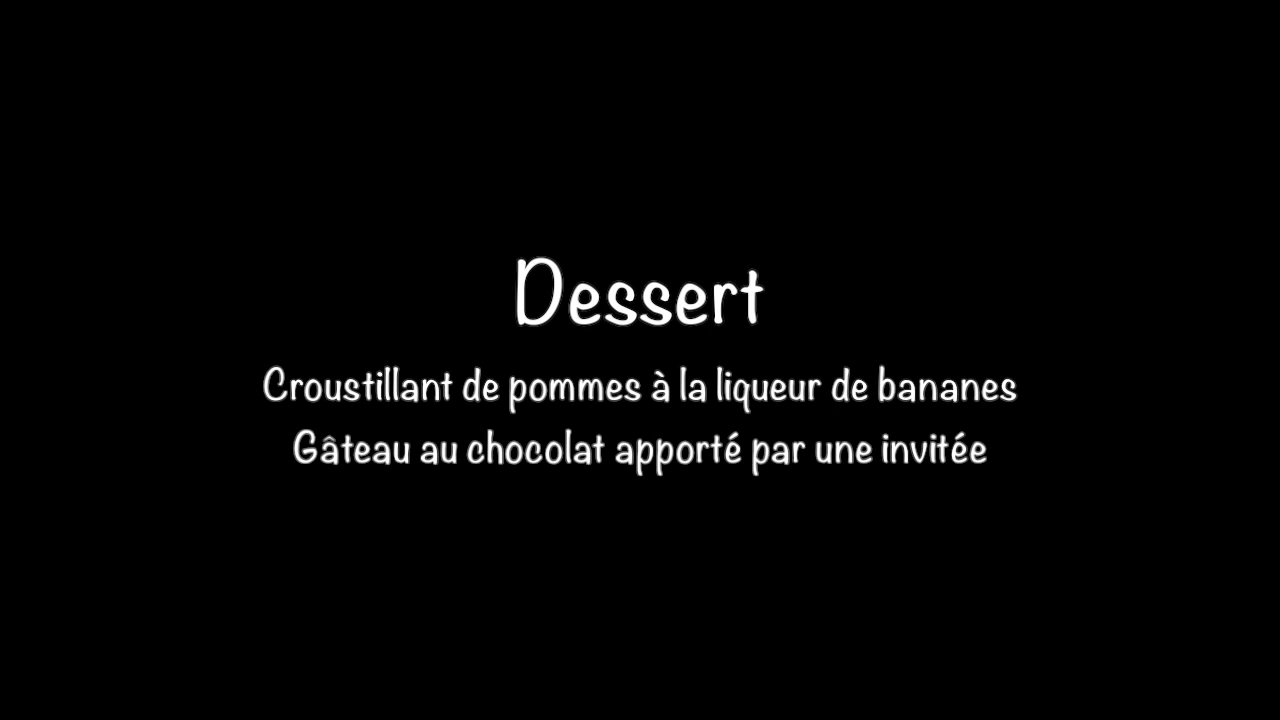 Dessert
Croustillant de pommes à la liqueur de bananes
Gâteau au chocolat apporté par une invitée